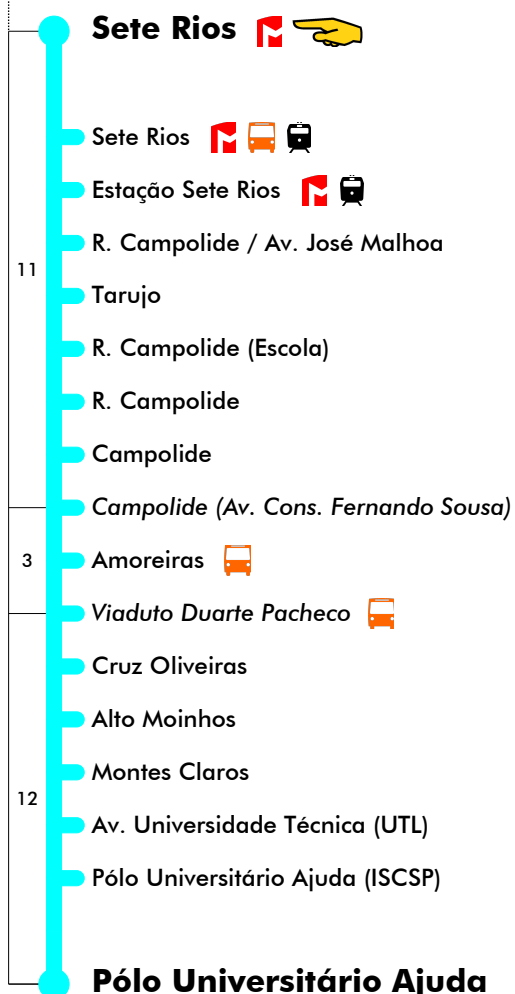 Sete Rios
Sete Rios
Estação Sete Rios
R. Campolide / Av. José Malhoa
11
Tarujo
R. Campolide (Escola)
R. Campolide
Campolide
Campolide (Av. Cons. Fernando Sousa)
3
Amoreiras
Viaduto Duarte Pacheco
Cruz Oliveiras
Alto Moinhos
Montes Claros
12
Av. Universidade Técnica (UTL)
Pólo Universitário Ajuda (ISCSP)
Pólo Universitário Ajuda